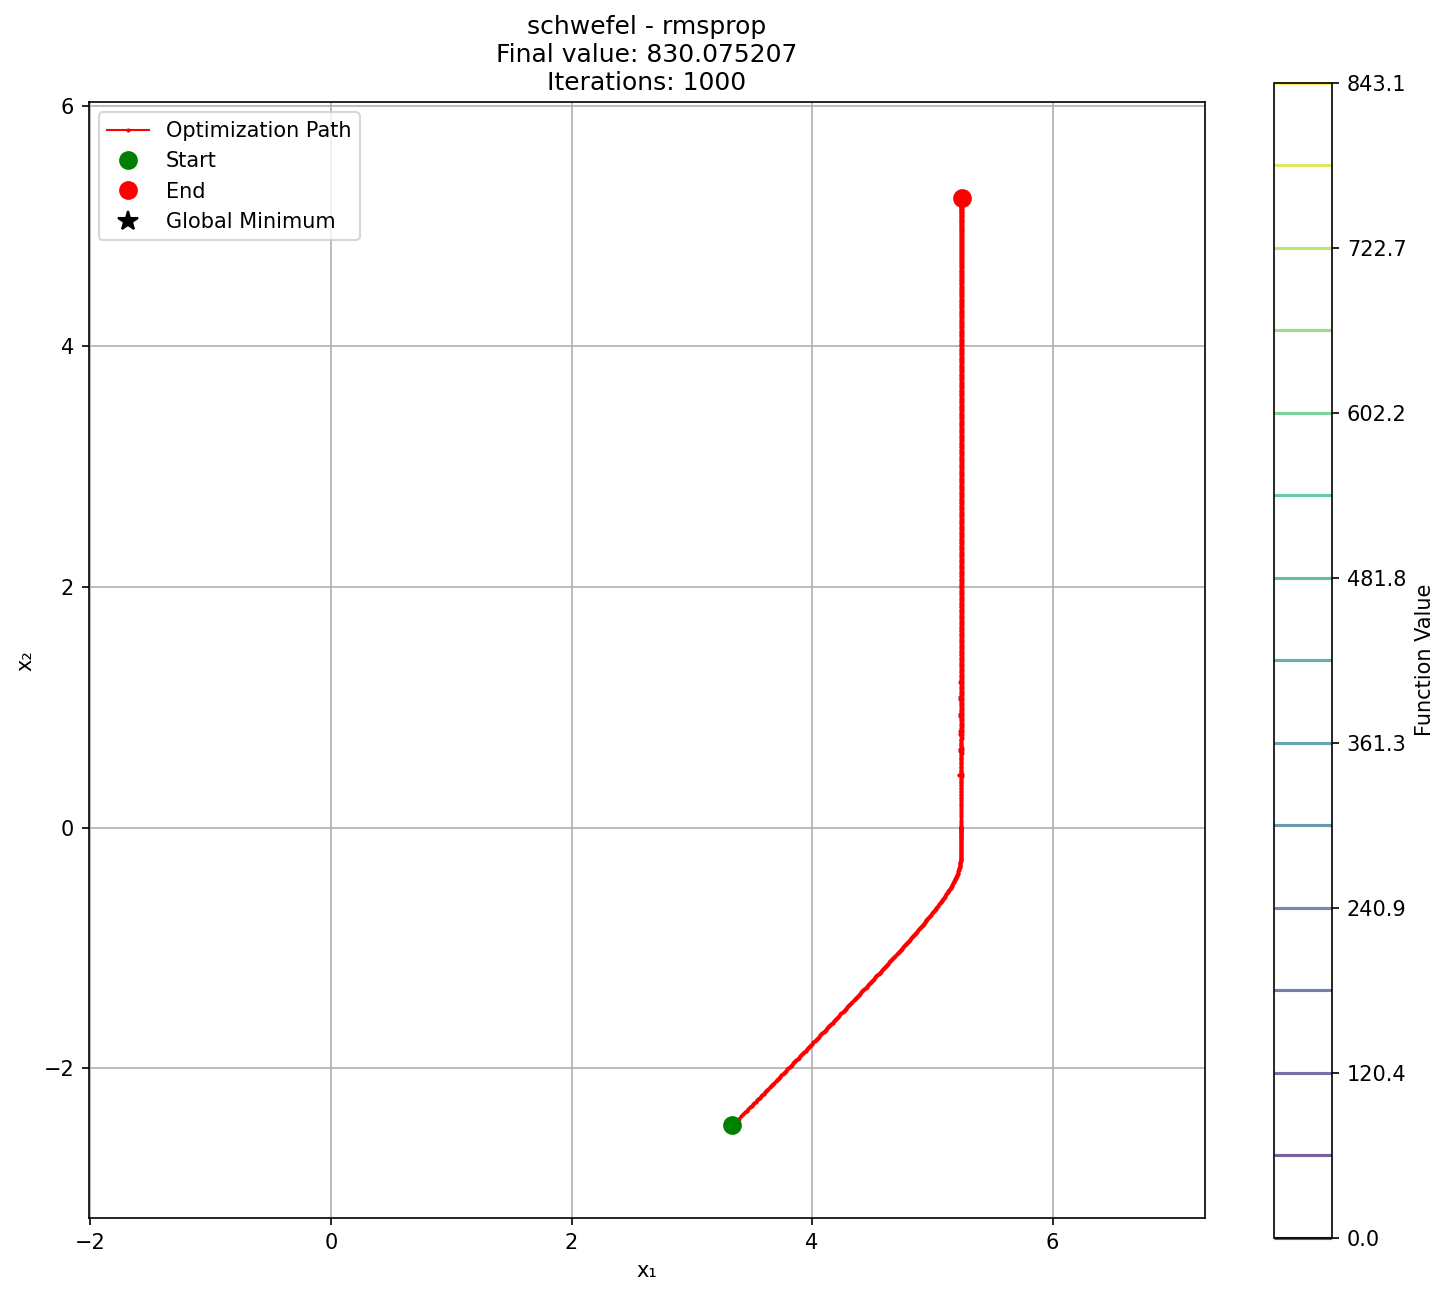 schwefel - rmsprop
Final value: 830.075207
Iterations: 1000
Optimization Path
Start
End
Global Minimum
6
4
2
0
−2
−2
0
2
4
6
x₁
x₂
843.1
722.7
602.2
481.8
361.3
240.9
120.4
0.0
Function Value